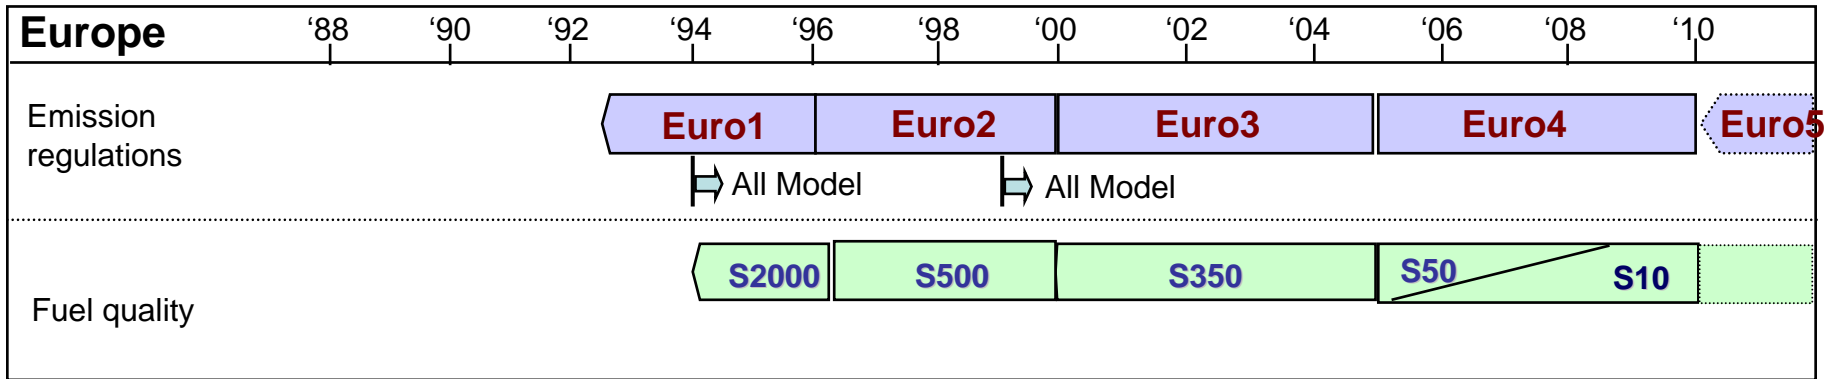 Europe ‘88 ‘90 ‘92 ‘94 ‘96 ‘98 ‘00 ‘02 ‘04 ‘06 ‘08 ‘10
Emission
regulations
Euro1 Euro2 Euro3 Euro4 Euro5
All Model All Model
Fuel quality
S2000 S500 S350 S50 S10